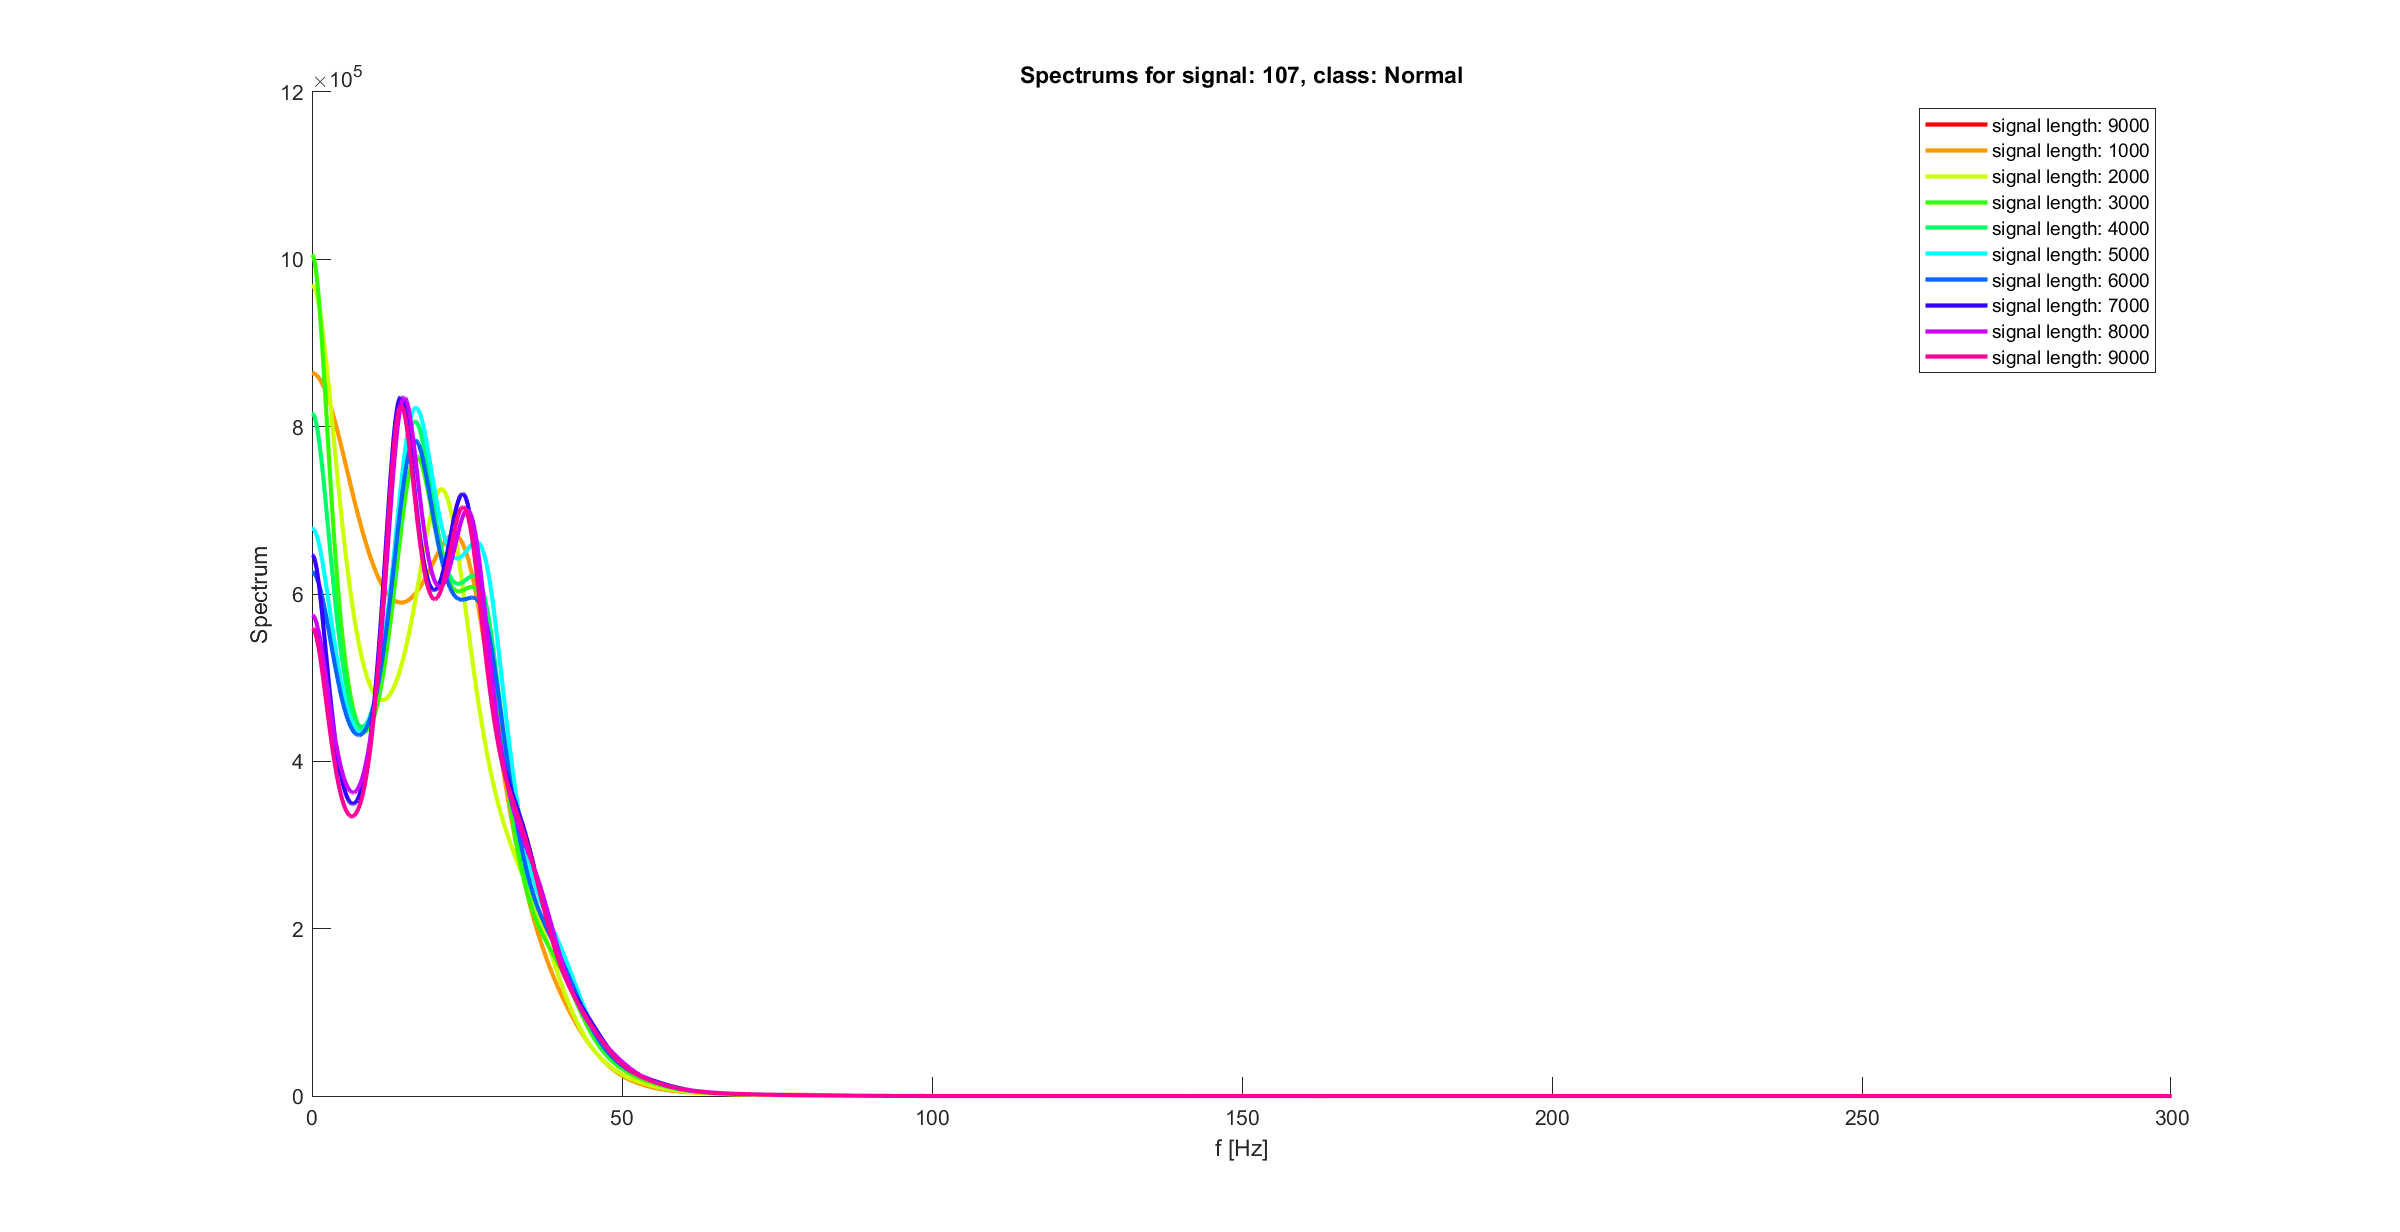 Spectrums for signal: 107, class: Normal
×10^5
12
10
8
6
4
2
0
Spectrum
0 50 100 150 200 250 300
f [Hz]
signal length: 9000
signal length: 1000
signal length: 2000
signal length: 3000
signal length: 4000
signal length: 5000
signal length: 6000
signal length: 7000
signal length: 8000
signal length: 9000